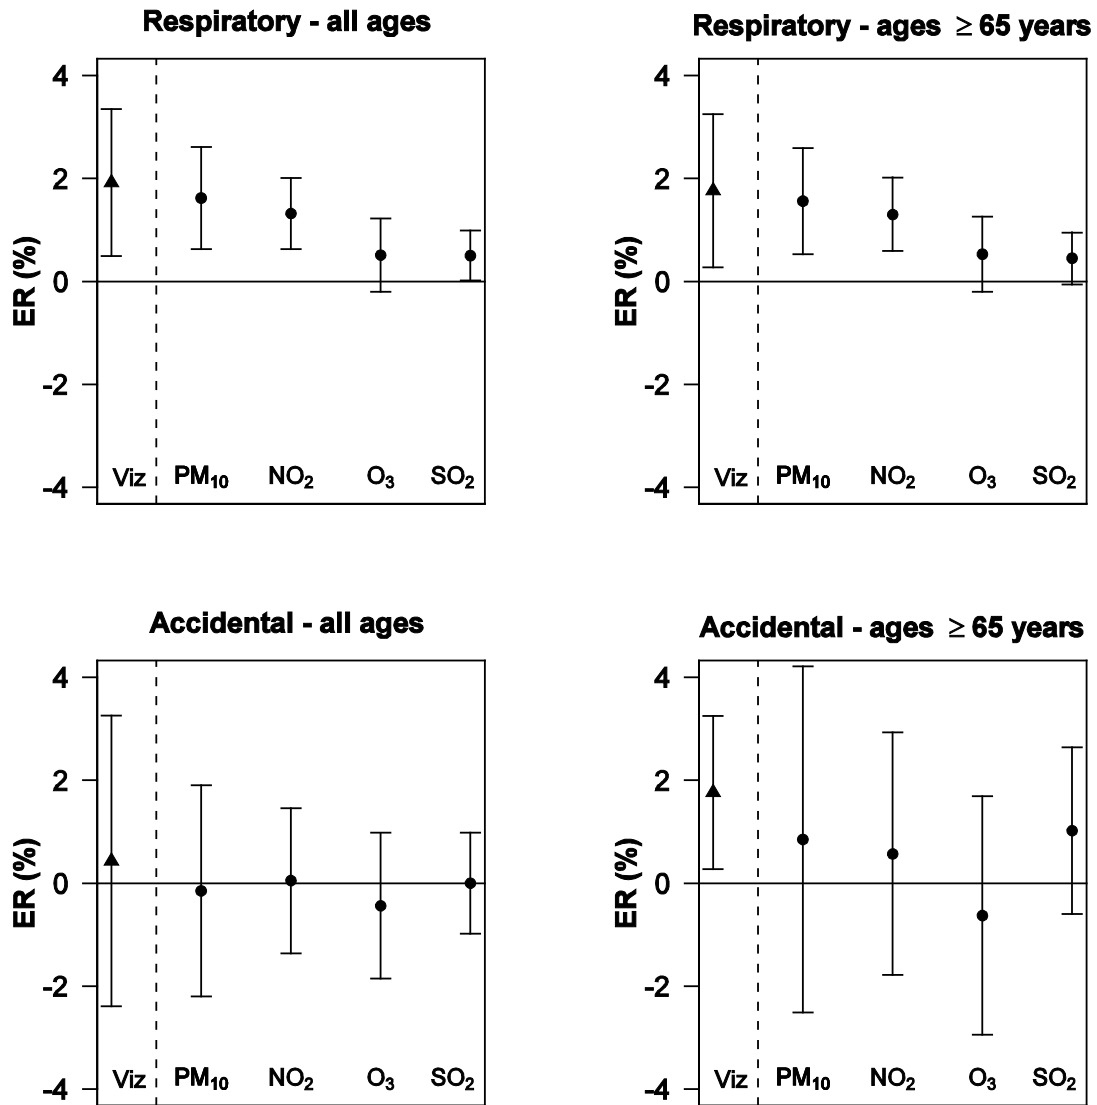 Respiratory - all ages
4
2
0
-2
-4
ER (%)
Viz PM₁₀ NO₂ O₃ SO₂
Respiratory - ages ≥ 65 years
4
2
0
-2
-4
ER (%)
Viz PM₁₀ NO₂ O₃ SO₂
Accidental - all ages
4
2
0
-2
-4
ER (%)
Viz PM₁₀ NO₂ O₃ SO₂
Accidental - ages ≥ 65 years
4
2
0
-2
-4
ER (%)
Viz PM₁₀ NO₂ O₃ SO₂